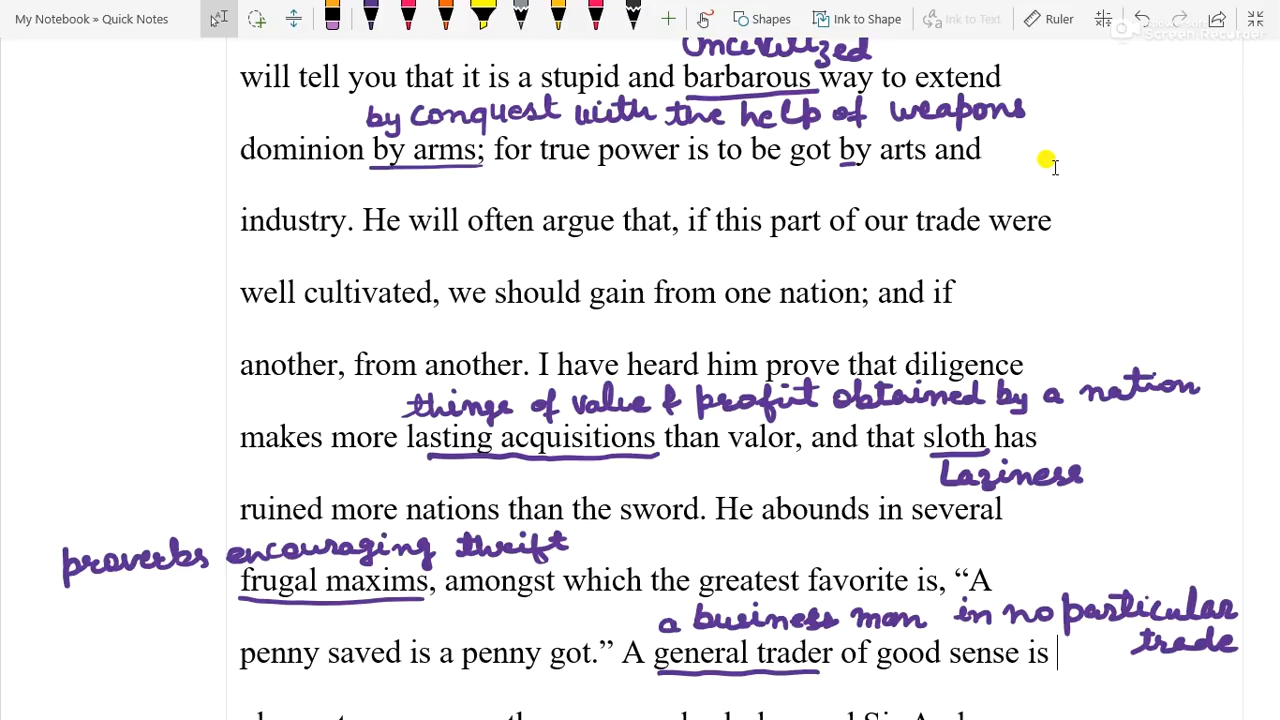 My Notebook » Quick Notes
Shapes
Ink to Shape
Ink to Text
Ruler
Screen Recorder
Uncivilized
will tell you that it is a stupid and barbarous way to extend
by conquest with the help of weapons
dominion by arms; for true power is to be got by arts and
industry. He will often argue that, if this part of our trade were
well cultivated, we should gain from one nation; and if
another, from another. I have heard him prove that diligence
things of value & profit obtained by a nation
makes more lasting acquisitions than valor, and that sloth has
Laziness
ruined more nations than the sword. He abounds in several
proverbs encouraging thrift
frugal maxims, amongst which the greatest favorite is, “A
a business man in no particular
trade
penny saved is a penny got.” A general trader of good sense is